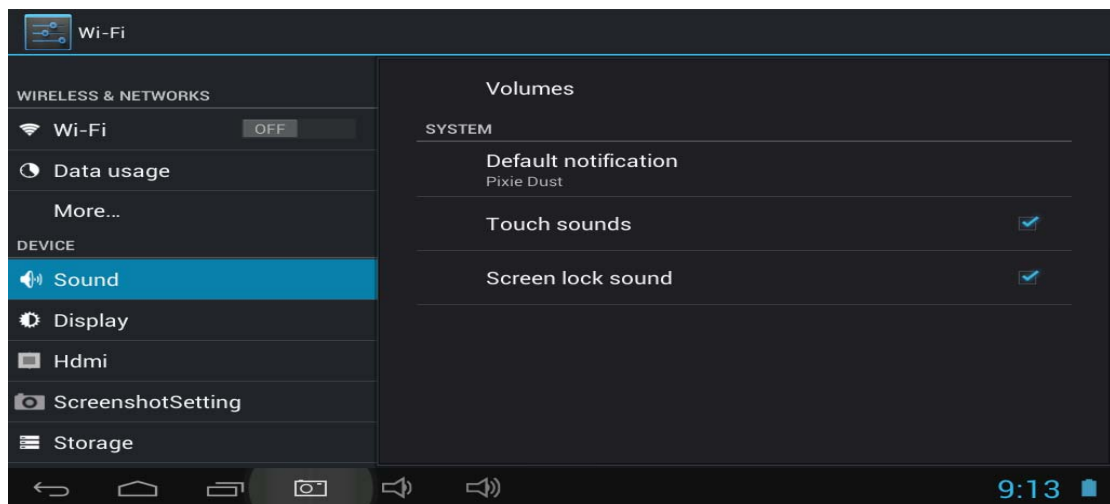 Wi-Fi
WIRELESS & NETWORKS
Wi-Fi OFF
Data usage
More...
DEVICE
Sound
Display
Hdmi
ScreenshotSetting
Storage
Volumes
SYSTEM
Default notification
Pixie Dust
Touch sounds
Screen lock sound
9:13